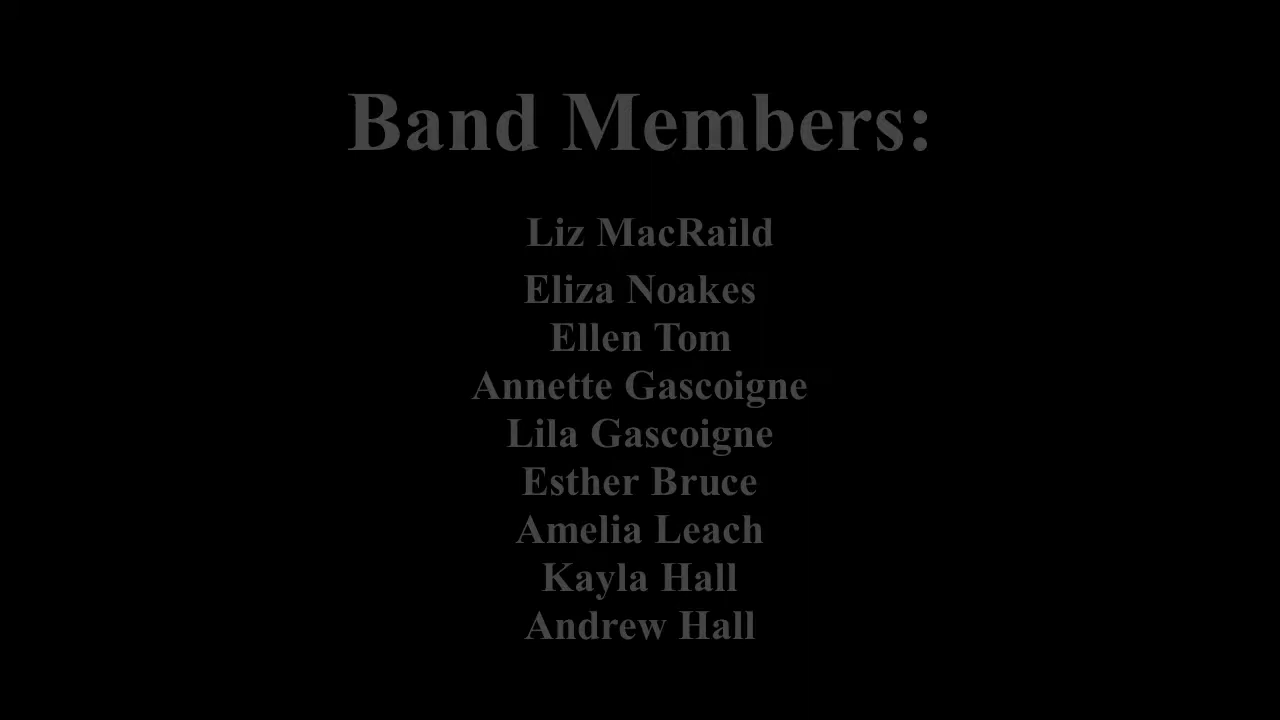 Band Members:
Liz MacRaild
Eliza Noakes
Ellen Tom
Annette Gascoigne
Lila Gascoigne
Esther Bruce
Amelia Leach
Kayla Hall
Andrew Hall